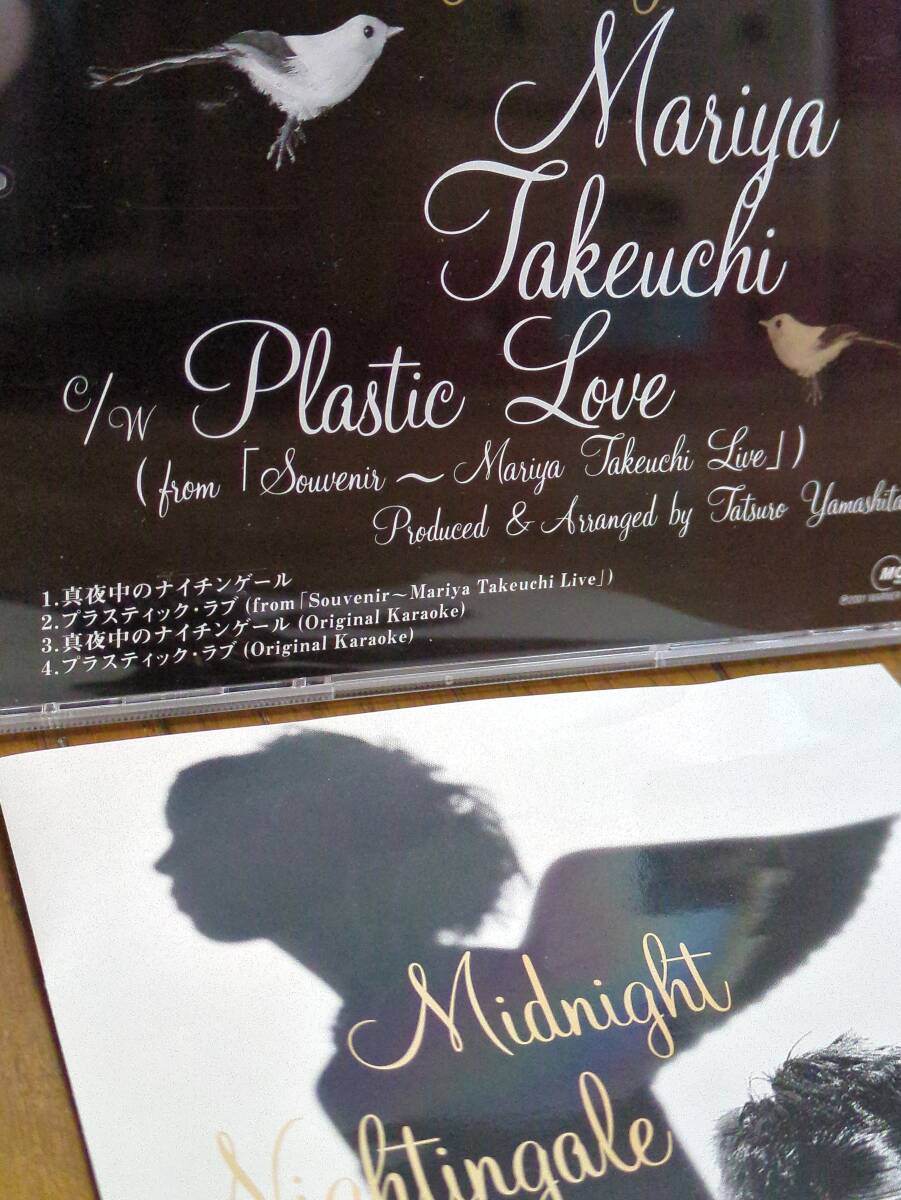 Mariya
Takeuchi
c/w Plastic Love
(from「Souvenir～Mariya Takeuchi Live」)
Produced & Arranged by Tatsuro Yamashita
1.真夜中のナイチンゲール
2.プラスティック・ラブ (from「Souvenir～Mariya Takeuchi Live」)
3.真夜中のナイチンゲール (Original Karaoke)
4.プラスティック・ラブ (Original Karaoke)
Midnight
Nightingale